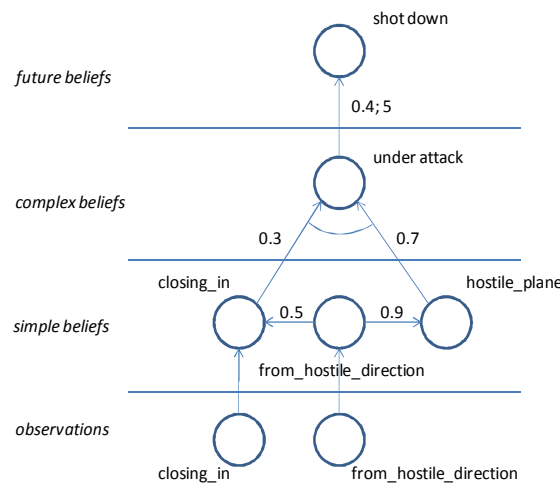 shot down
future beliefs
0.4; 5
under attack
complex beliefs
0.3
0.7
closing_in
hostile_plane
simple beliefs
0.5
0.9
from_hostile_direction
observations
closing_in
from_hostile_direction